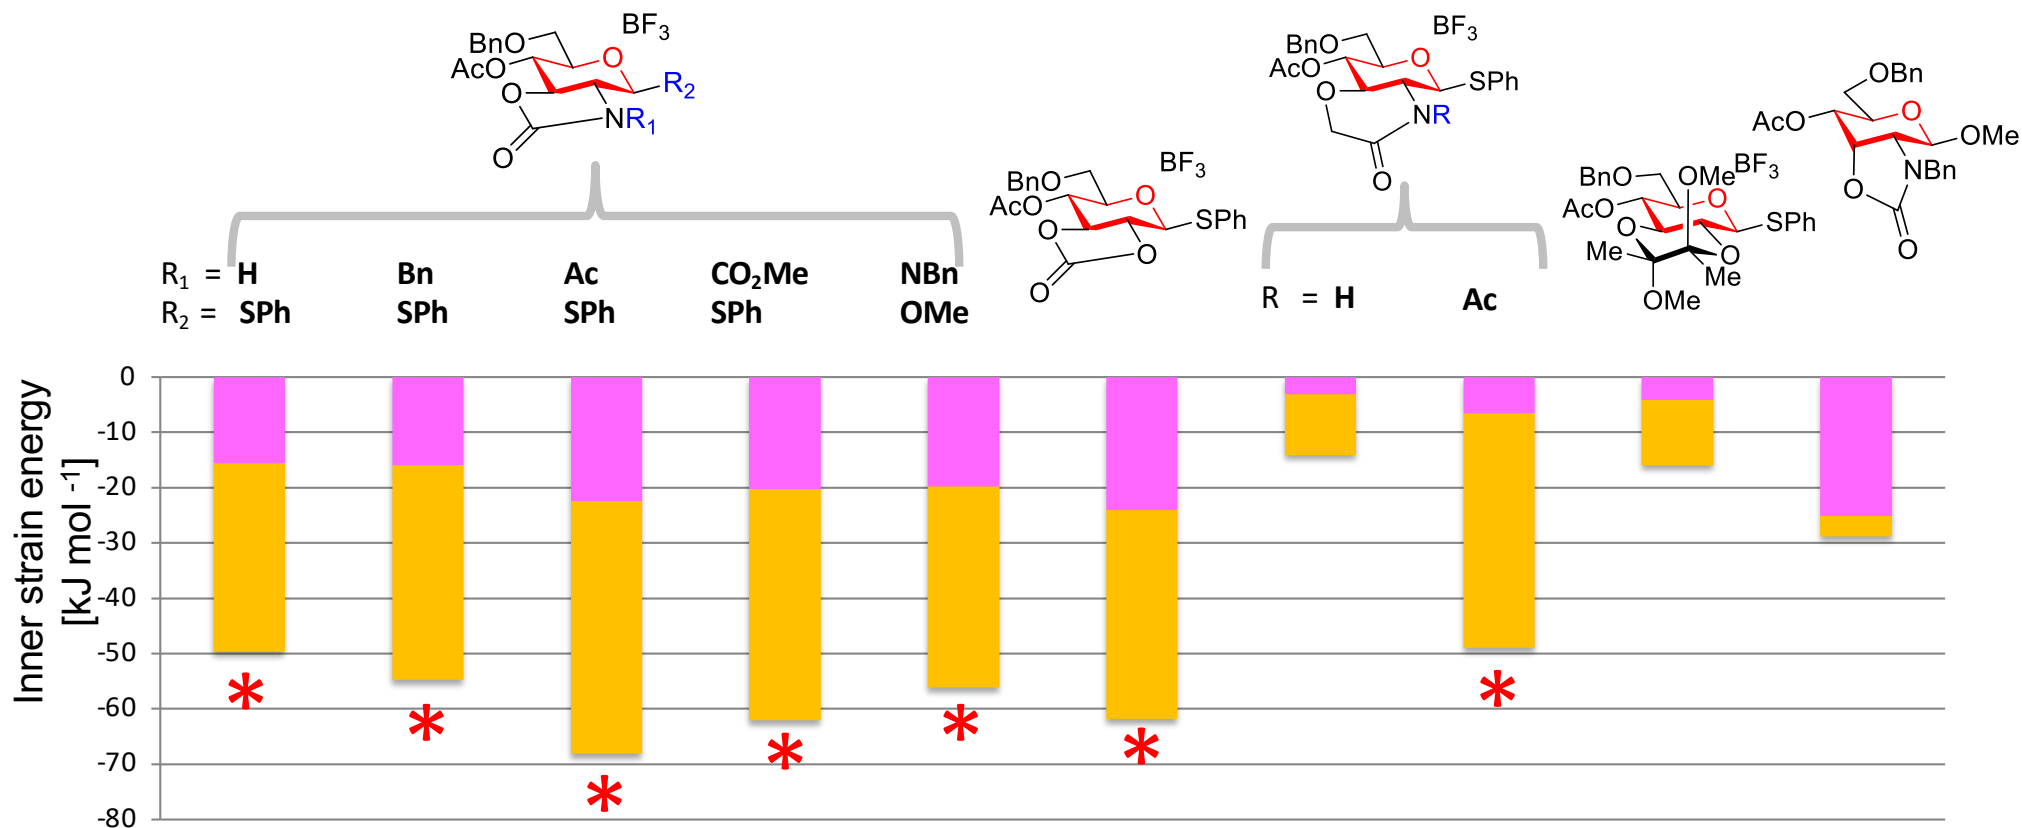 BF3
BnO
O
AcO
R2
O
NR1
O
R1 = H Bn Ac CO2Me NBn
R2 = SPh SPh SPh SPh OMe
BF3
BnO
O
AcO
SPh
O
O
O
BF3
BnO
O
AcO
SPh
O
NR
O
R = H Ac
BF3
OMe
BnO
O
AcO
SPh
O
Me
O
Me
OMe
OBn
O
AcO
OMe
NBn
O
O
Inner strain energy
[kJ mol -1]
0
-10
-20
-30
-40
-50
-60
-70
-80
*
*
*
*
*
*
*